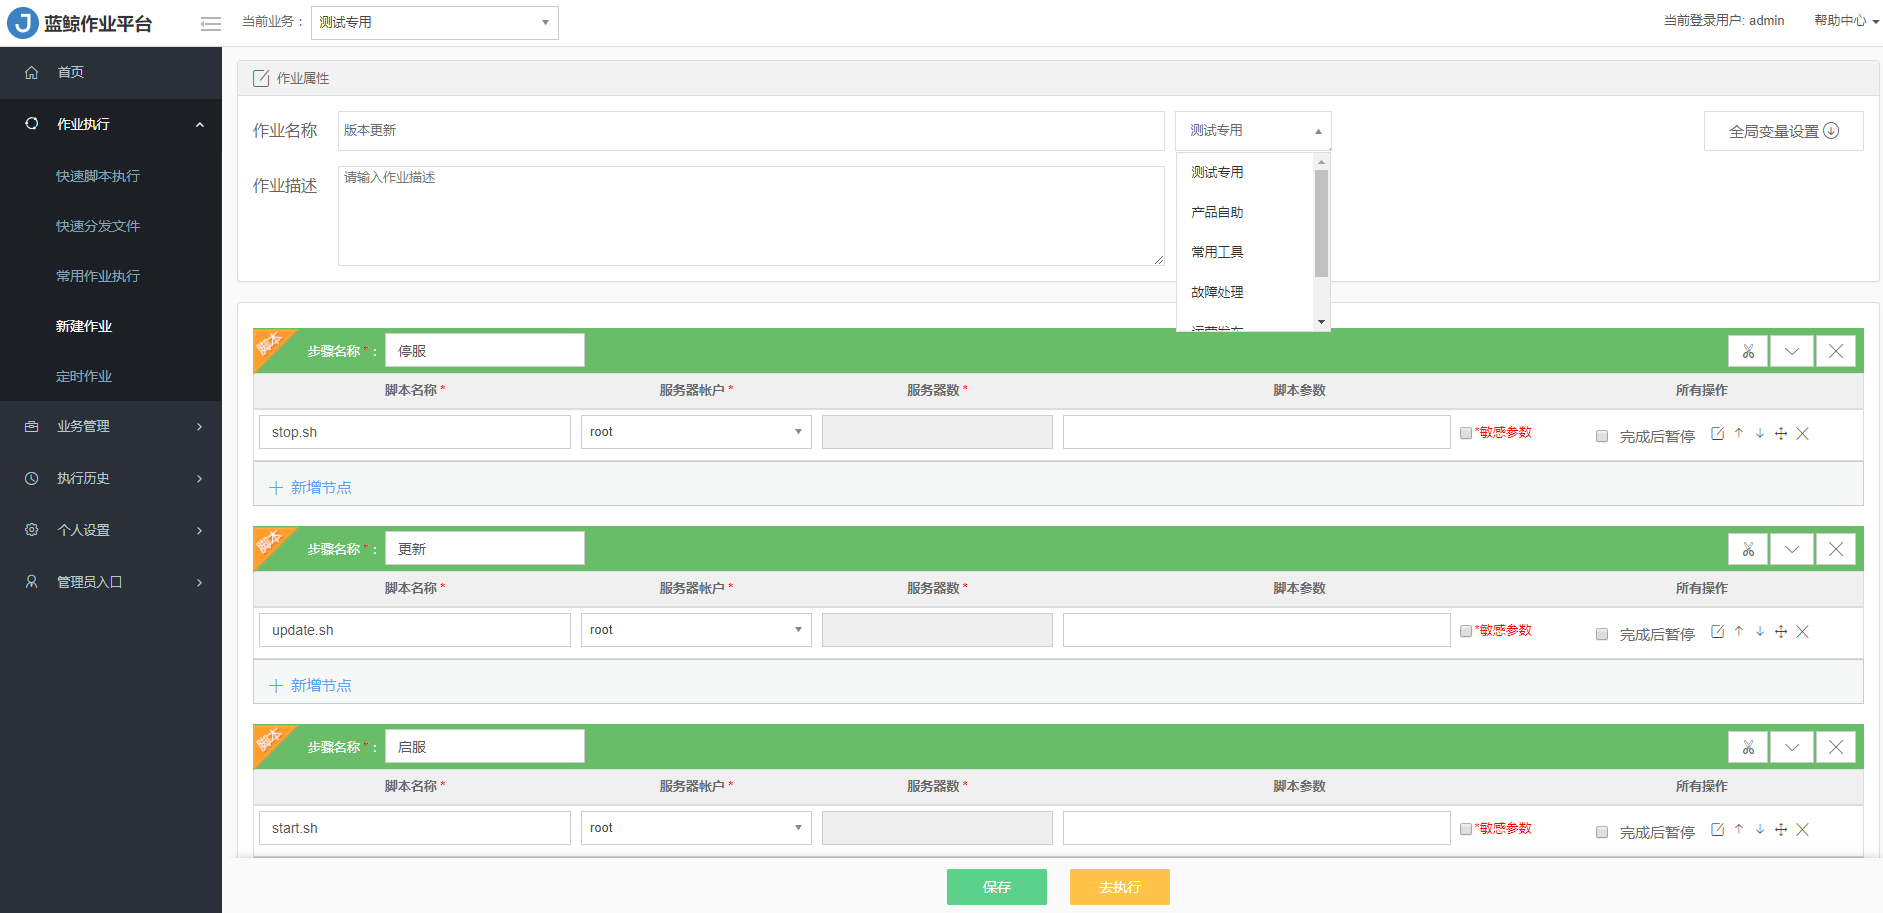 J 蓝鲸作业平台
当前业务： 测试专用
当前登录用户: admin 帮助中心
首页
作业执行
快速脚本执行
快速分发文件
常用作业执行
新建作业
定时作业
业务管理
执行历史
个人设置
管理员入口
作业属性
作业名称 版本更新 测试专用 全局变量设置
作业描述 请输入作业描述
测试专用
产品自助
常用工具
故障处理
运营发布
脚本 步骤名称*： 停服
脚本名称* 服务器帐户* 服务器数* 脚本参数 所有操作
stop.sh root *敏感参数 完成后暂停
新增节点
脚本 步骤名称*： 更新
脚本名称* 服务器帐户* 服务器数* 脚本参数 所有操作
update.sh root *敏感参数 完成后暂停
新增节点
脚本 步骤名称*： 启服
脚本名称* 服务器帐户* 服务器数* 脚本参数 所有操作
start.sh root *敏感参数 完成后暂停
保存 去执行